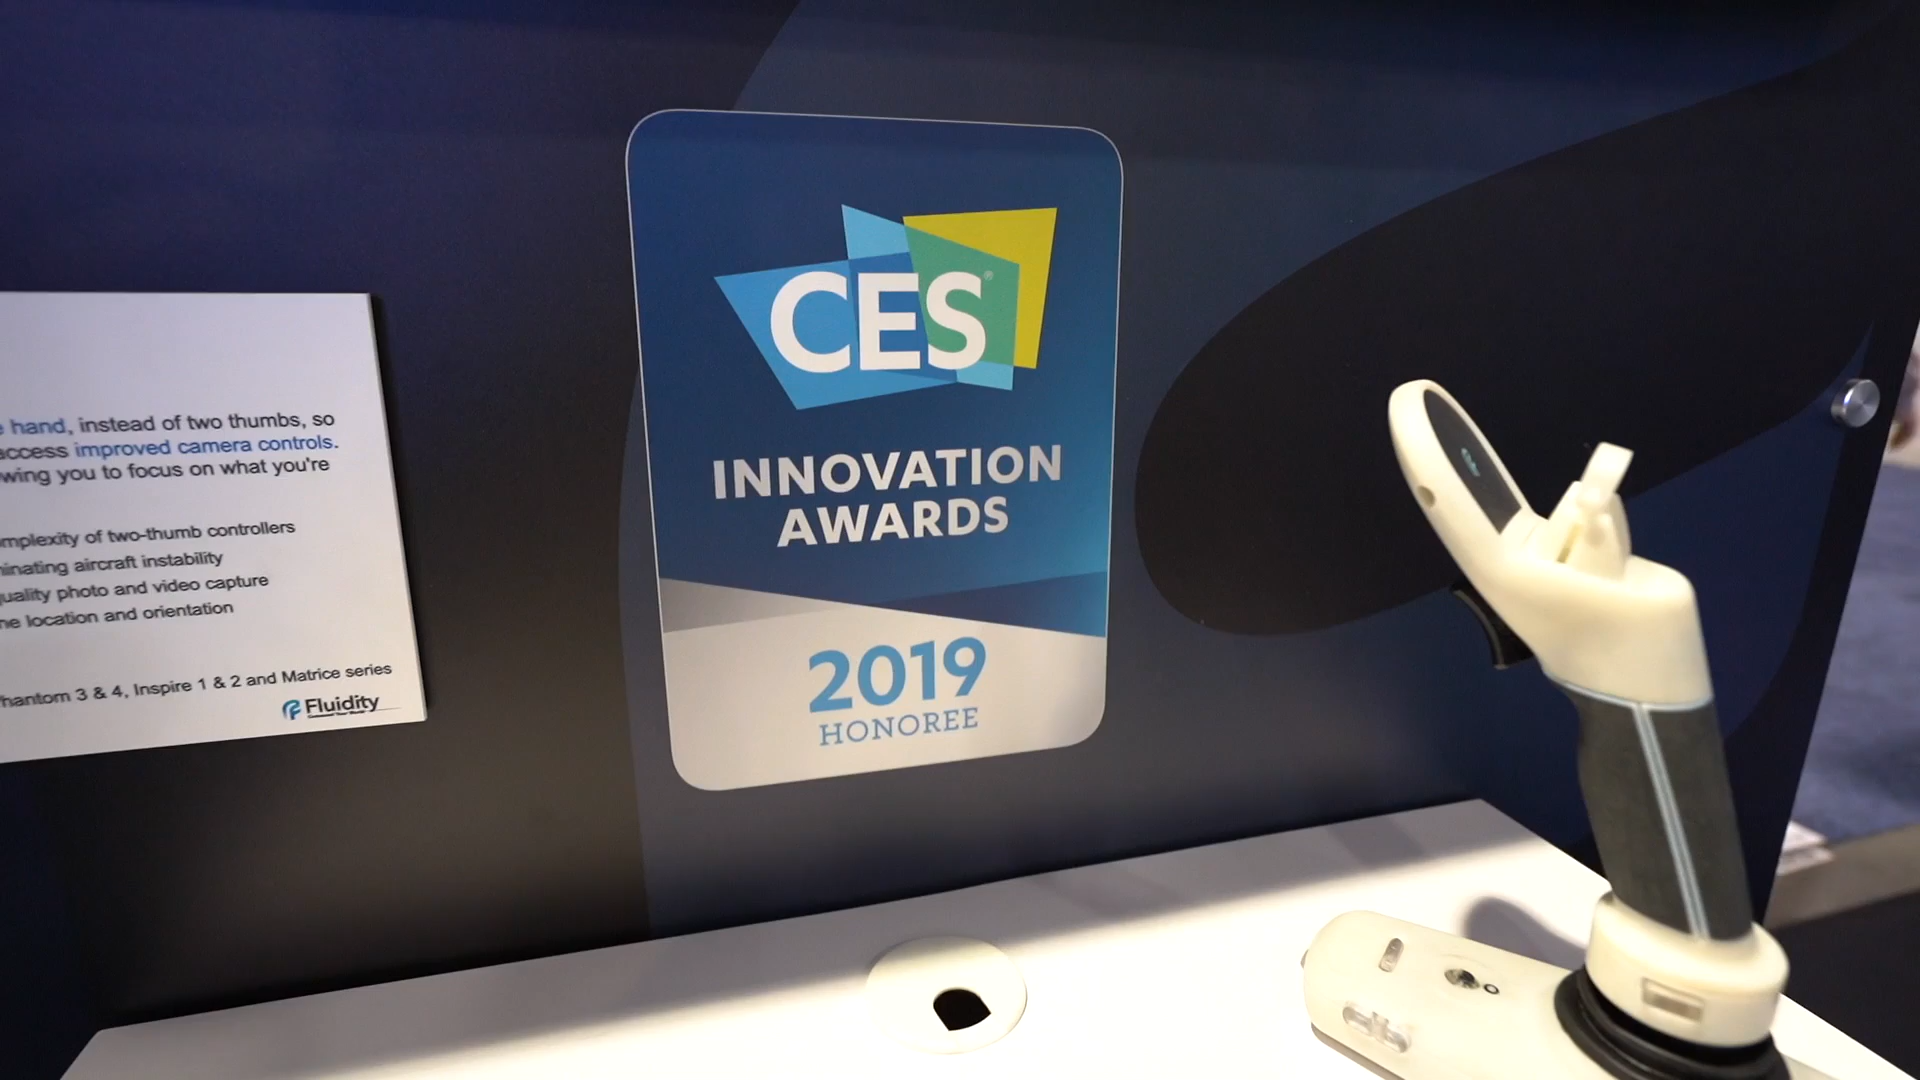 hand, instead of two thumbs, so
access improved camera controls.
wing you to focus on what you're
mplexity of two-thumb controllers
inating aircraft instability
uality photo and video capture
ne location and orientation
hantom 3 & 4, Inspire 1 & 2 and Matrice series
Fluidity
CES®
INNOVATION
AWARDS
2019
HONOREE